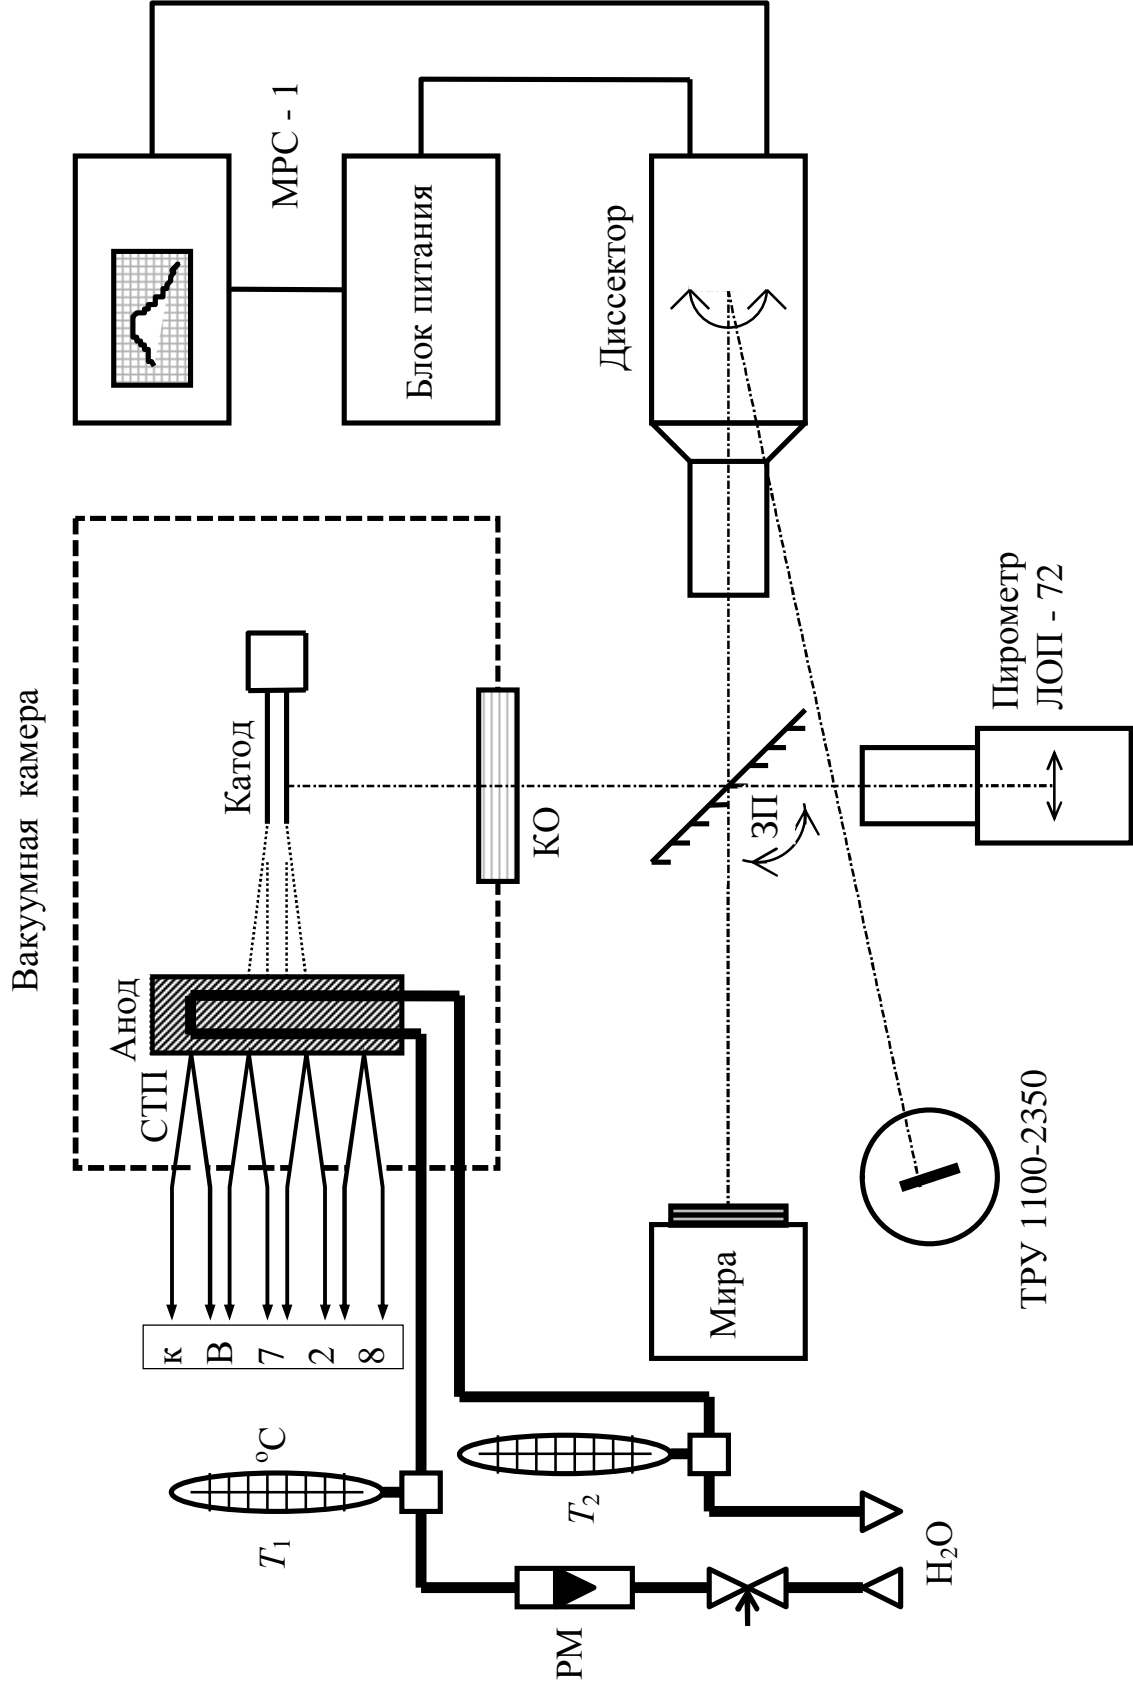 Вакуумная камера
Анод
СТП
Катод
КО
МРС - 1
Блок питания
Диссектор
ЗП
Пирометр
ЛОП - 72
Мира
ТРУ 1100-2350
к В 7 2 8
T1
°С
T2
РМ
H2O